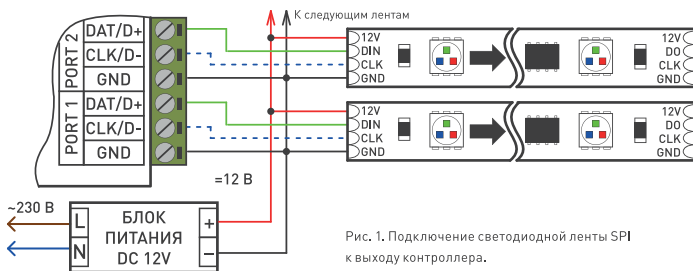 К следующим лентам
PORT 2
DAT/D+
CLK/D-
GND
PORT 1
DAT/D+
CLK/D-
GND
12V
DIN
CLK
GND
12V
DO
CLK
GND
12V
DIN
CLK
GND
12V
DO
CLK
GND
=12 В
~230 В
L
N
БЛОК
ПИТАНИЯ
DC 12V
+
−
Рис. 1. Подключение светодиодной ленты SPI
к выходу контроллера.